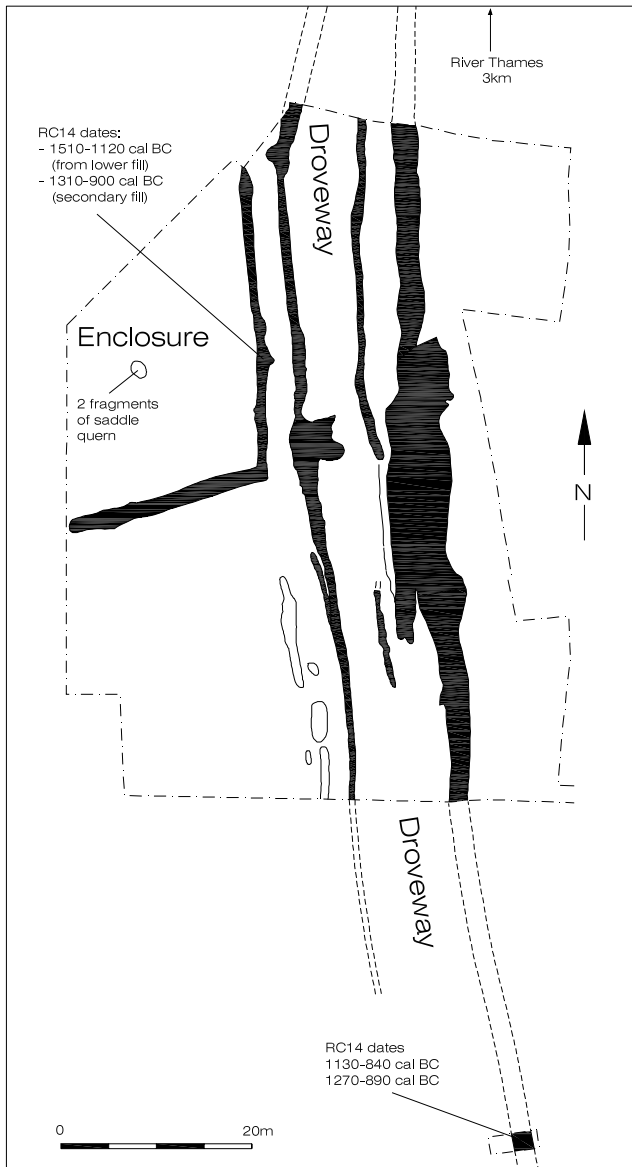 River Thames
3km
RC14 dates:
- 1510-1120 cal BC
(from lower fill)
- 1310-900 cal BC
(secondary fill)
Droveway
Enclosure
2 fragments
of saddle
quern
N
Droveway
RC14 dates
1130-840 cal BC
1270-890 cal BC
0 20m